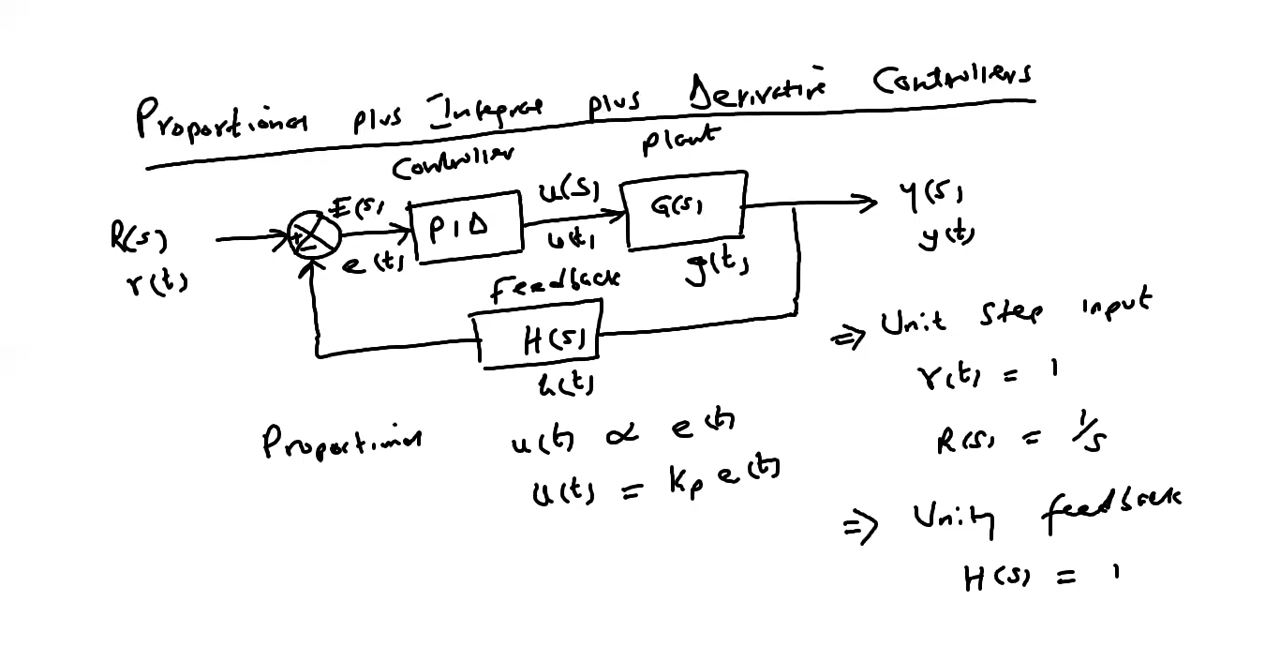 Proportional plus Integral plus Derivative Controllers
Controller
Plant
R(s)
r(t)
+
-
E(s)
e(t)
PID
U(s)
u(t)
G(s)
g(t)
Y(s)
y(t)
Feedback
H(s)
h(t)
⇒ Unit Step input
r(t) = 1
R(s) = 1/s
Proportional u(t) ∝ e(t)
u(t) = Kp e(t)
⇒ Unity feedback
H(s) = 1